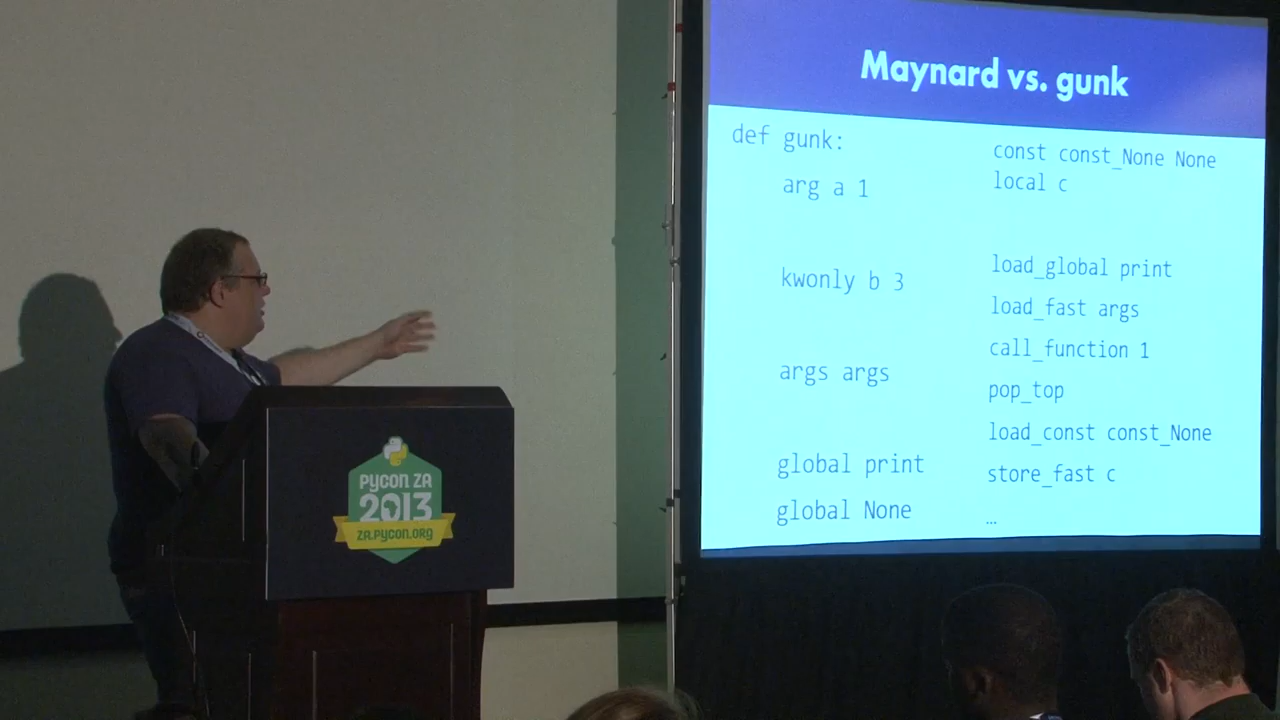 Maynard vs. gunk
def gunk:
arg a 1
kwonly b 3
args args
global print
global None
const const_None None
local c
load_global print
load_fast args
call_function 1
pop_top
load_const const_None
store_fast c
…
PYCON ZA
2013
ZA.PYCON.ORG